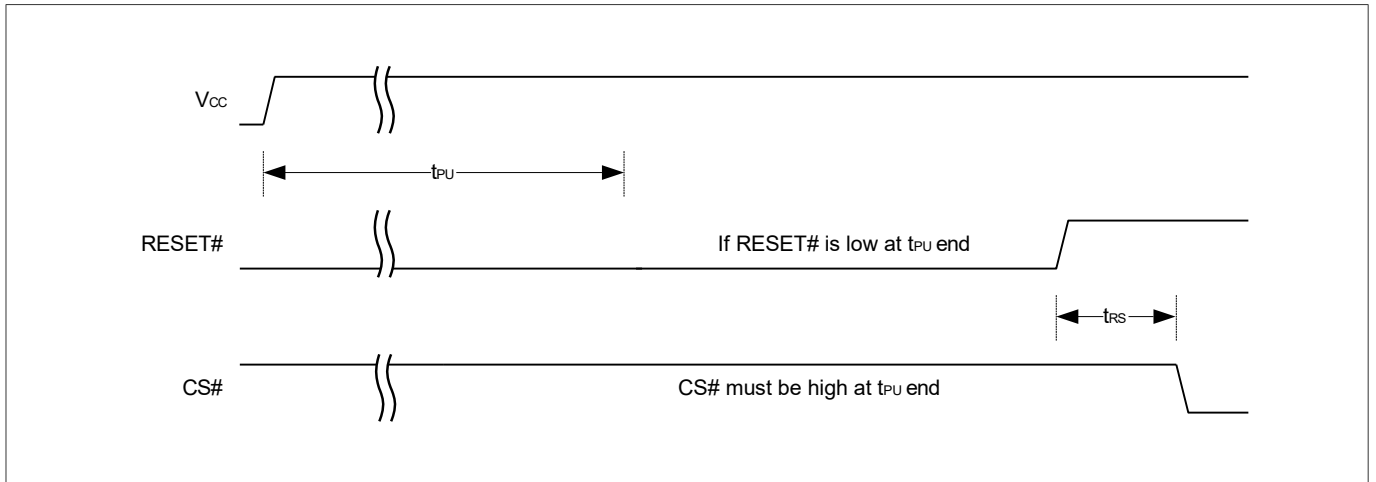 VCC
tPU
RESET#
If RESET# is low at tPU end
tRS
CS#
CS# must be high at tPU end